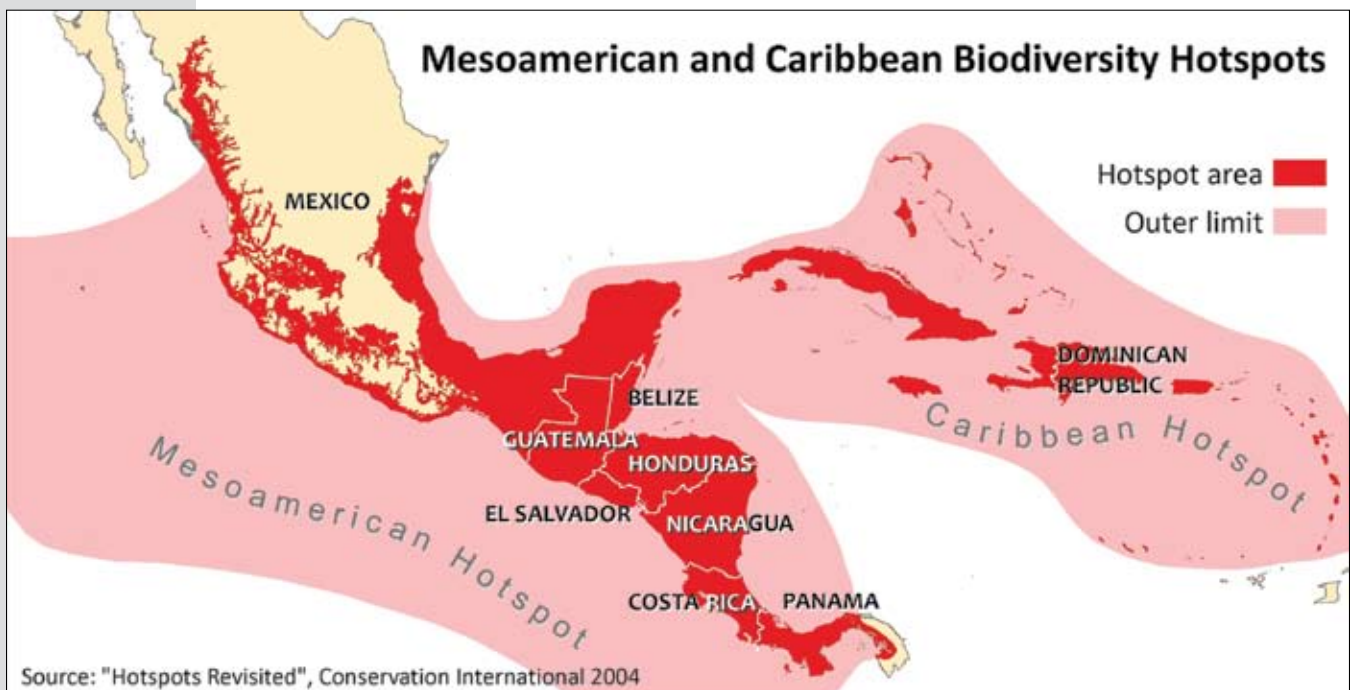 Mesoamerican and Caribbean Biodiversity Hotspots
Hotspot area
Outer limit
MEXICO
DOMINICAN
REPUBLIC
BELIZE
Caribbean Hotspot
GUATEMALA
HONDURAS
Mesoamerican Hotspot
EL SALVADOR
NICARAGUA
COSTA RICA
PANAMA
Source: "Hotspots Revisited", Conservation International 2004